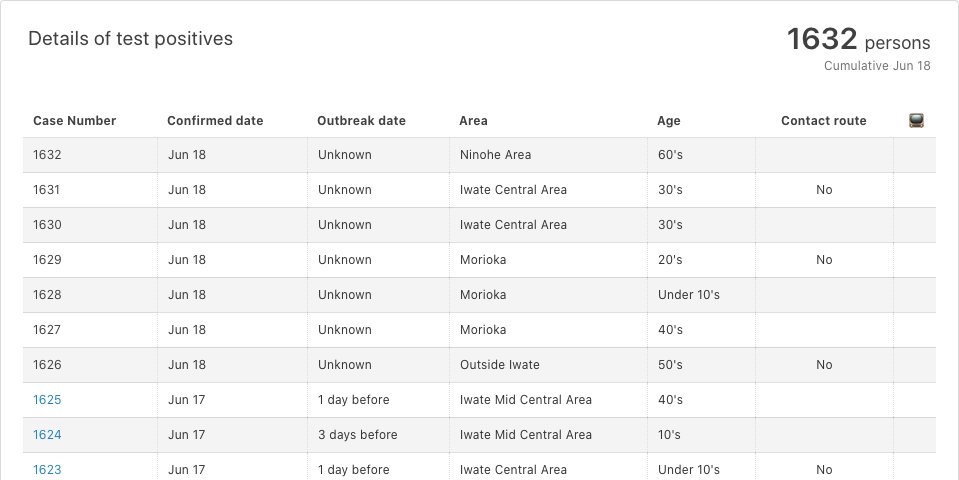 Details of test positives
1632 persons
Cumulative Jun 18
Case Number Confirmed date Outbreak date Area Age Contact route
1632 Jun 18 Unknown Ninohe Area 60's
1631 Jun 18 Unknown Iwate Central Area 30's No
1630 Jun 18 Unknown Iwate Central Area 30's
1629 Jun 18 Unknown Morioka 20's No
1628 Jun 18 Unknown Morioka Under 10's
1627 Jun 18 Unknown Morioka 40's
1626 Jun 18 Unknown Outside Iwate 50's No
1625 Jun 17 1 day before Iwate Mid Central Area 40's
1624 Jun 17 3 days before Iwate Mid Central Area 10's
1623 Jun 17 1 day before Iwate Central Area Under 10's No